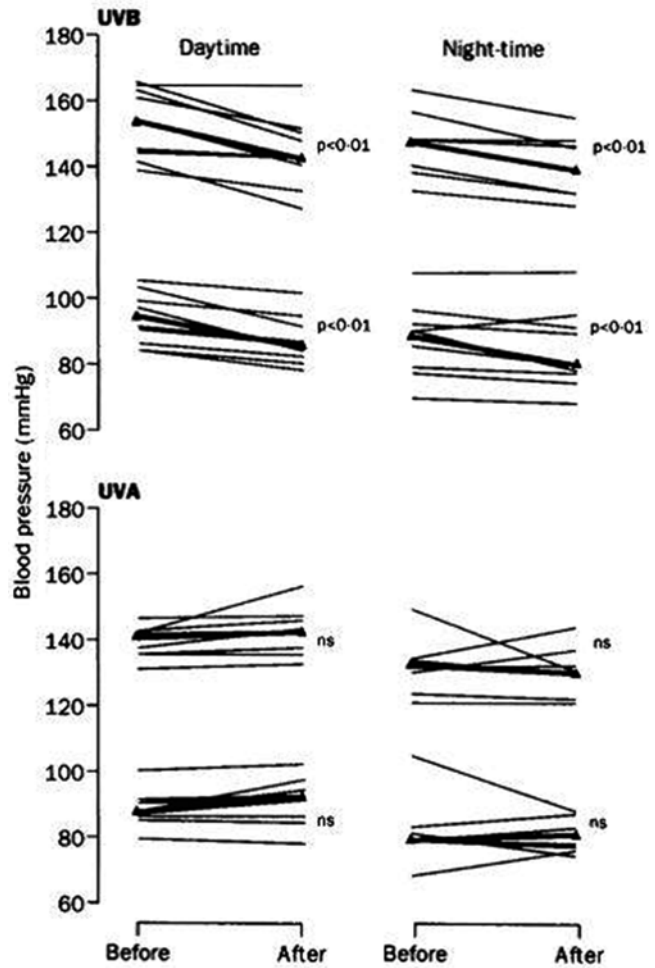 UVB
Daytime Night-time
180
160
p<0·01 p<0·01
140
120
100
p<0·01 p<0·01
80
60
Blood pressure (mmHg)
UVA
180
160
140
ns ns
120
100
80
ns ns
60
Before After Before After